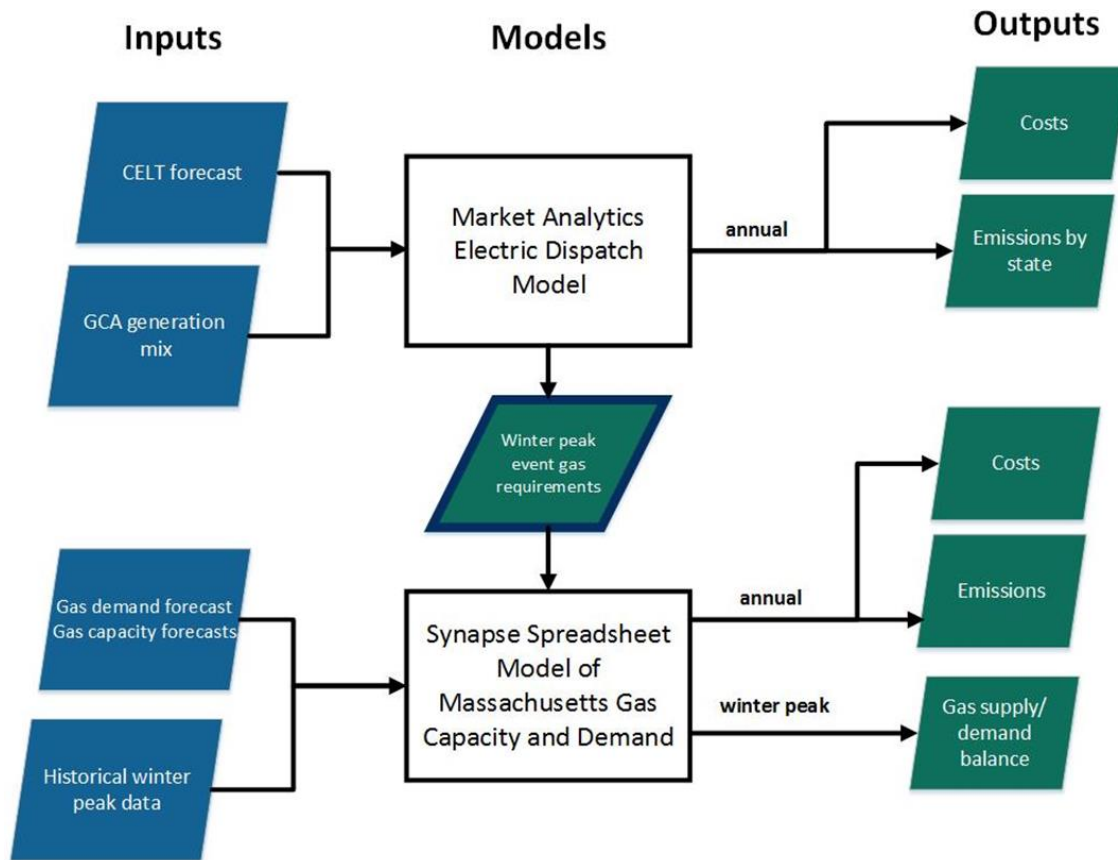 Inputs
Models
Outputs
CELT forecast
GCA generation
mix
Market Analytics
Electric Dispatch
Model
annual
Costs
Emissions by
state
Winter peak
event gas
requirements
Gas demand forecast
Gas capacity forecasts
Historical winter
peak data
Synapse Spreadsheet
Model of
Massachusetts Gas
Capacity and Demand
annual
winter peak
Costs
Emissions
Gas supply/
demand
balance